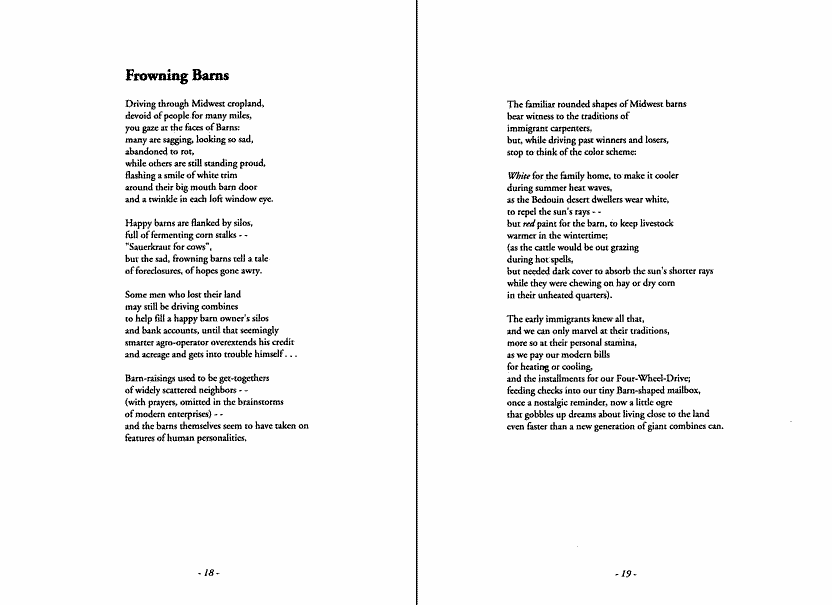 Frowning Barns
Driving through Midwest cropland,
devoid of people for many miles,
you gaze at the faces of Barns:
many are sagging, looking so sad,
abandoned to rot,
while others are still standing proud,
flashing a smile of white trim
around their big mouth barn door
and a twinkle in each loft window eye.
Happy barns are flanked by silos,
full of fermenting corn stalks - -
"Sauerkraut for cows",
but the sad, frowning barns tell a tale
of foreclosures, of hopes gone awry.
Some men who lost their land
may still be driving combines
to help fill a happy barn owner's silos
and bank accounts, until that seemingly
smarter agro-operator overextends his credit
and acreage and gets into trouble himself . . .
Barn-raisings used to be get-togethers
of widely scattered neighbors - -
(with prayers, omitted in the brainstorms
of modern enterprises) - -
and the barns themselves seem to have taken on
features of human personalities.
- 18 -
The familiar rounded shapes of Midwest barns
bear witness to the traditions of
immigrant carpenters,
but, while driving past winners and losers,
stop to think of the color scheme:
White for the family home, to make it cooler
during summer heat waves,
as the Bedouin desert dwellers wear white,
to repel the sun's rays - -
but red paint for the barn, to keep livestock
warmer in the wintertime;
(as the cattle would be out grazing
during hot spells,
but needed dark cover to absorb the sun's shorter rays
while they were chewing on hay or dry corn
in their unheated quarters).
The early immigrants knew all that,
and we can only marvel at their traditions,
more so at their personal stamina,
as we pay our modern bills
for heating or cooling,
and the installments for our Four-Wheel-Drive;
feeding checks into our tiny Barn-shaped mailbox,
once a nostalgic reminder, now a little ogre
that gobbles up dreams about living close to the land
even faster than a new generation of giant combines can.
- 19 -